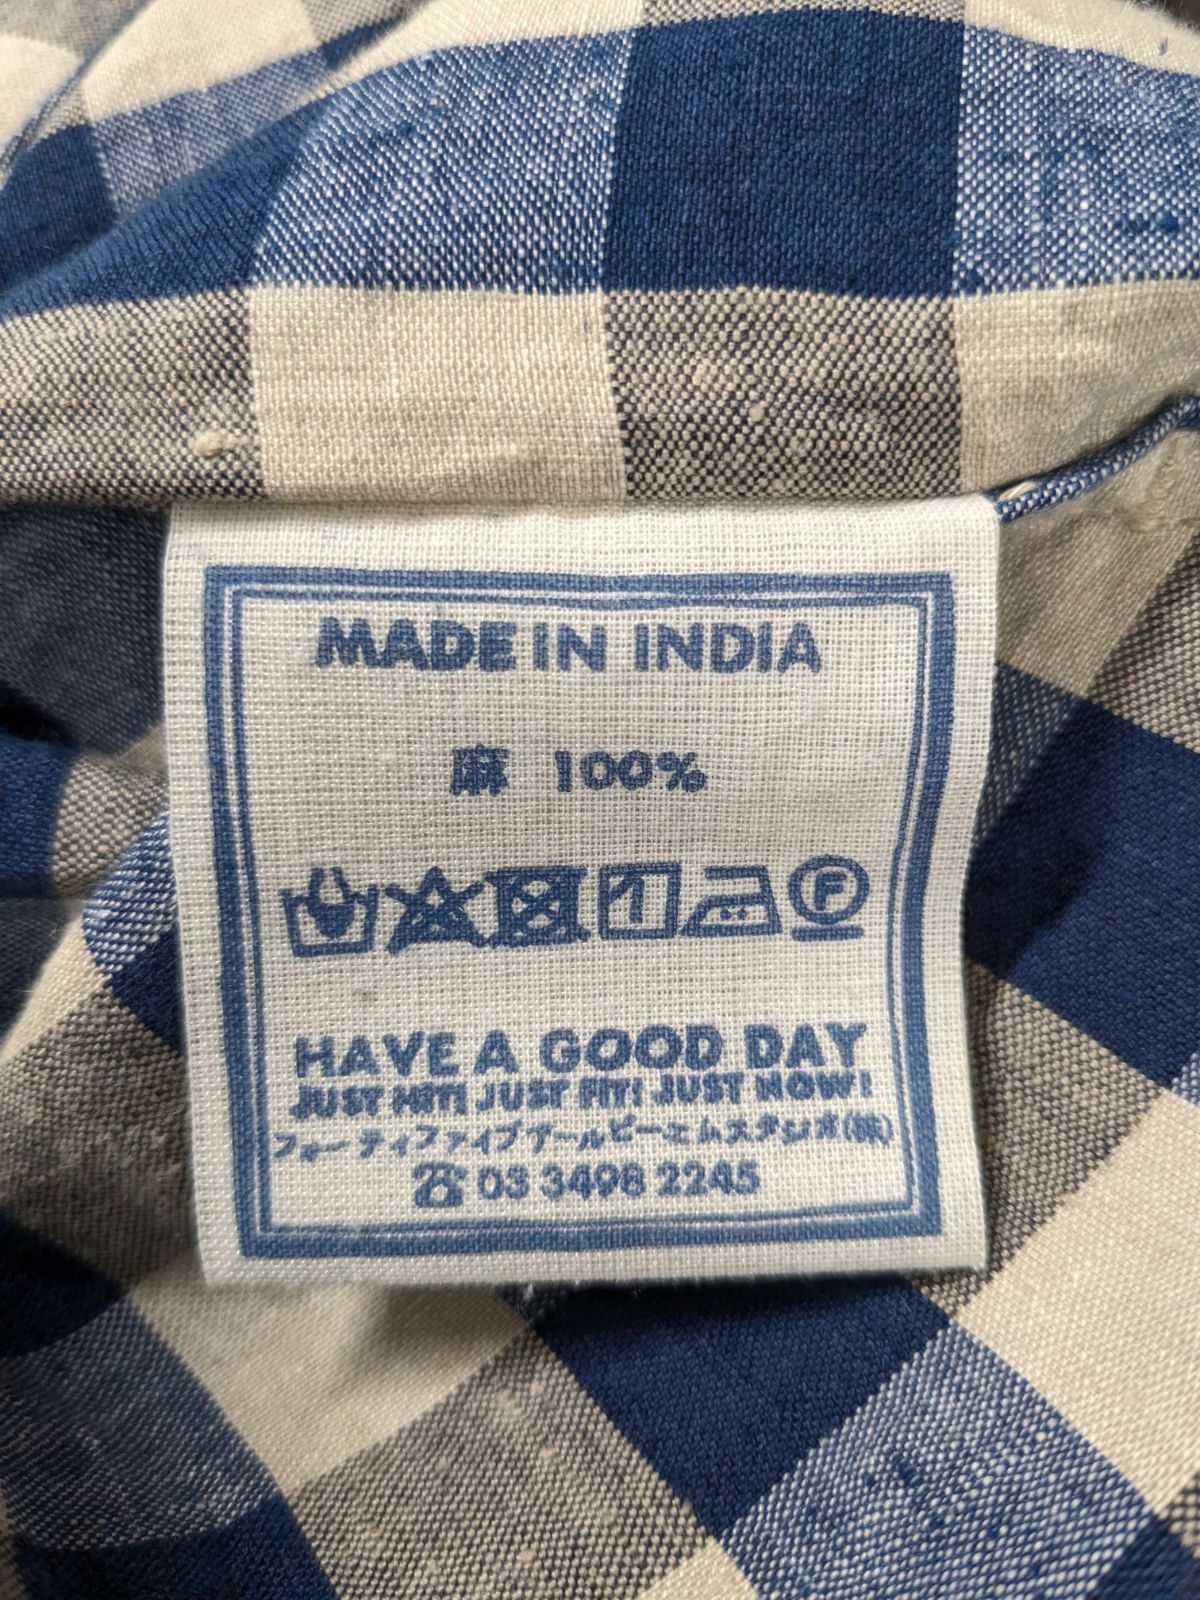 MADE IN INDIA
麻 100%
F
HAVE A GOOD DAY
JUST HIT! JUST FIT! JUST NOW!
フォーティファイブアールピーエムスタジオ(株)
☎ 03 3498 2245